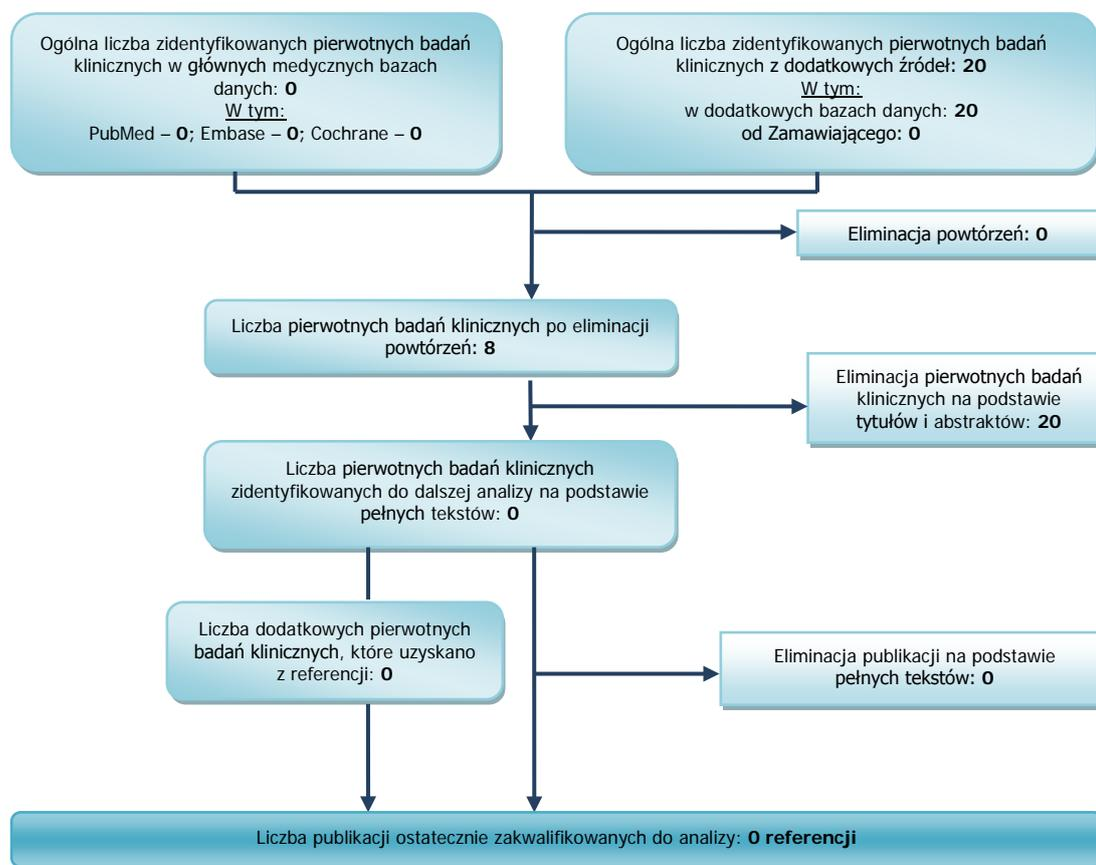 Ogólna liczba zidentyfikowanych pierwotnych badań
klinicznych w głównych medycznych bazach
danych: 0
W tym:
PubMed – 0; Embase – 0; Cochrane – 0
Ogólna liczba zidentyfikowanych pierwotnych badań
klinicznych z dodatkowych źródeł: 20
W tym:
w dodatkowych bazach danych: 20
od Zamawiającego: 0
Eliminacja powtórzeń: 0
Liczba pierwotnych badań klinicznych po eliminacji
powtórzeń: 8
Eliminacja pierwotnych badań
klinicznych na podstawie
tytułów i abstraktów: 20
Liczba pierwotnych badań klinicznych
zidentyfikowanych do dalszej analizy na podstawie
pełnych tekstów: 0
Liczba dodatkowych pierwotnych
badań klinicznych, które uzyskano
z referencji: 0
Eliminacja publikacji na podstawie
pełnych tekstów: 0
Liczba publikacji ostatecznie zakwalifikowanych do analizy: 0 referencji